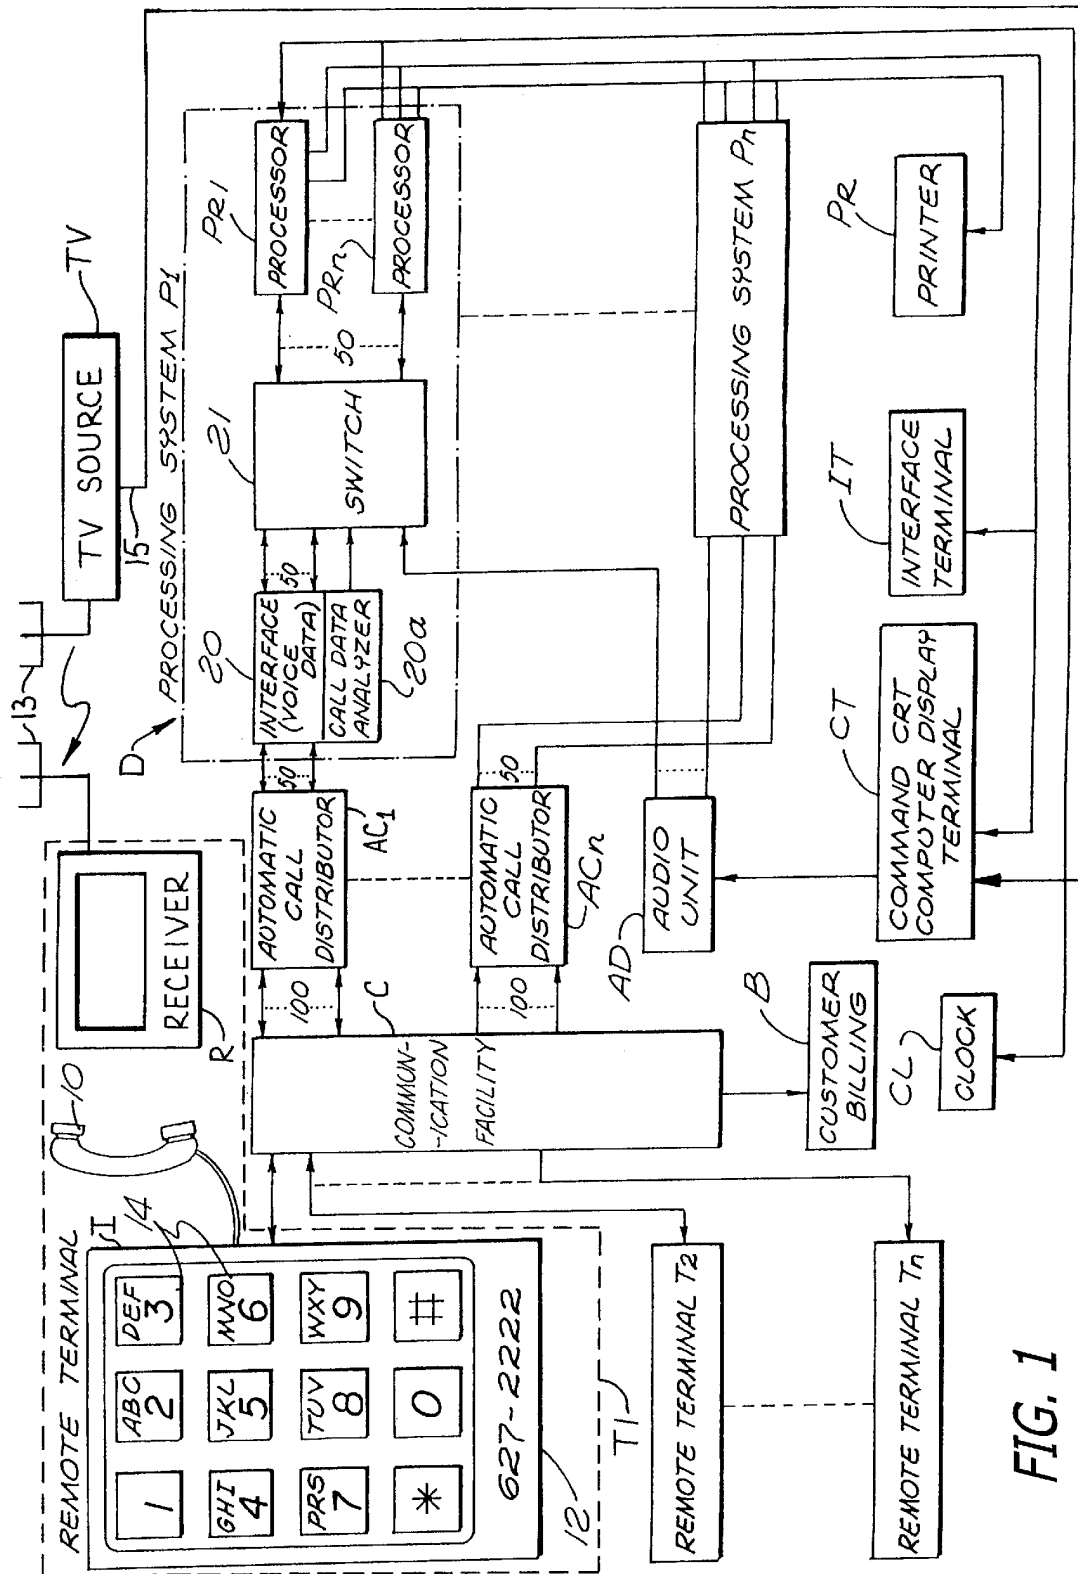 REMOTE TERMINAL
I
1
ABC
2
DEF
3
14
GHI
4
JKL
5
MNO
6
PRS
7
TUV
8
WXY
9
*
0
#
627-2222
12
T1
10
RECEIVER
R
13
TV SOURCE
TV
15
D
PROCESSING SYSTEM P1
COMMUN-
-ICATION
FACILITY
C
100
AUTOMATIC
CALL
DISTRIBUTOR
AC1
50
20
INTERFACE
(VOICE
DATA)
CALL DATA
ANALYZER
20a
50
21
SWITCH
50
PR1
PROCESSOR
PRn
PROCESSOR
100
AUTOMATIC
CALL
DISTRIBUTOR
ACn
50
AD
AUDIO
UNIT
PROCESSING SYSTEM Pn
REMOTE TERMINAL T2
REMOTE TERMINAL Tn
B
CUSTOMER
BILLING
CL
CLOCK
CT
COMMAND CRT
COMPUTER DISPLAY
TERMINAL
IT
INTERFACE
TERMINAL
PR
PRINTER
FIG. 1